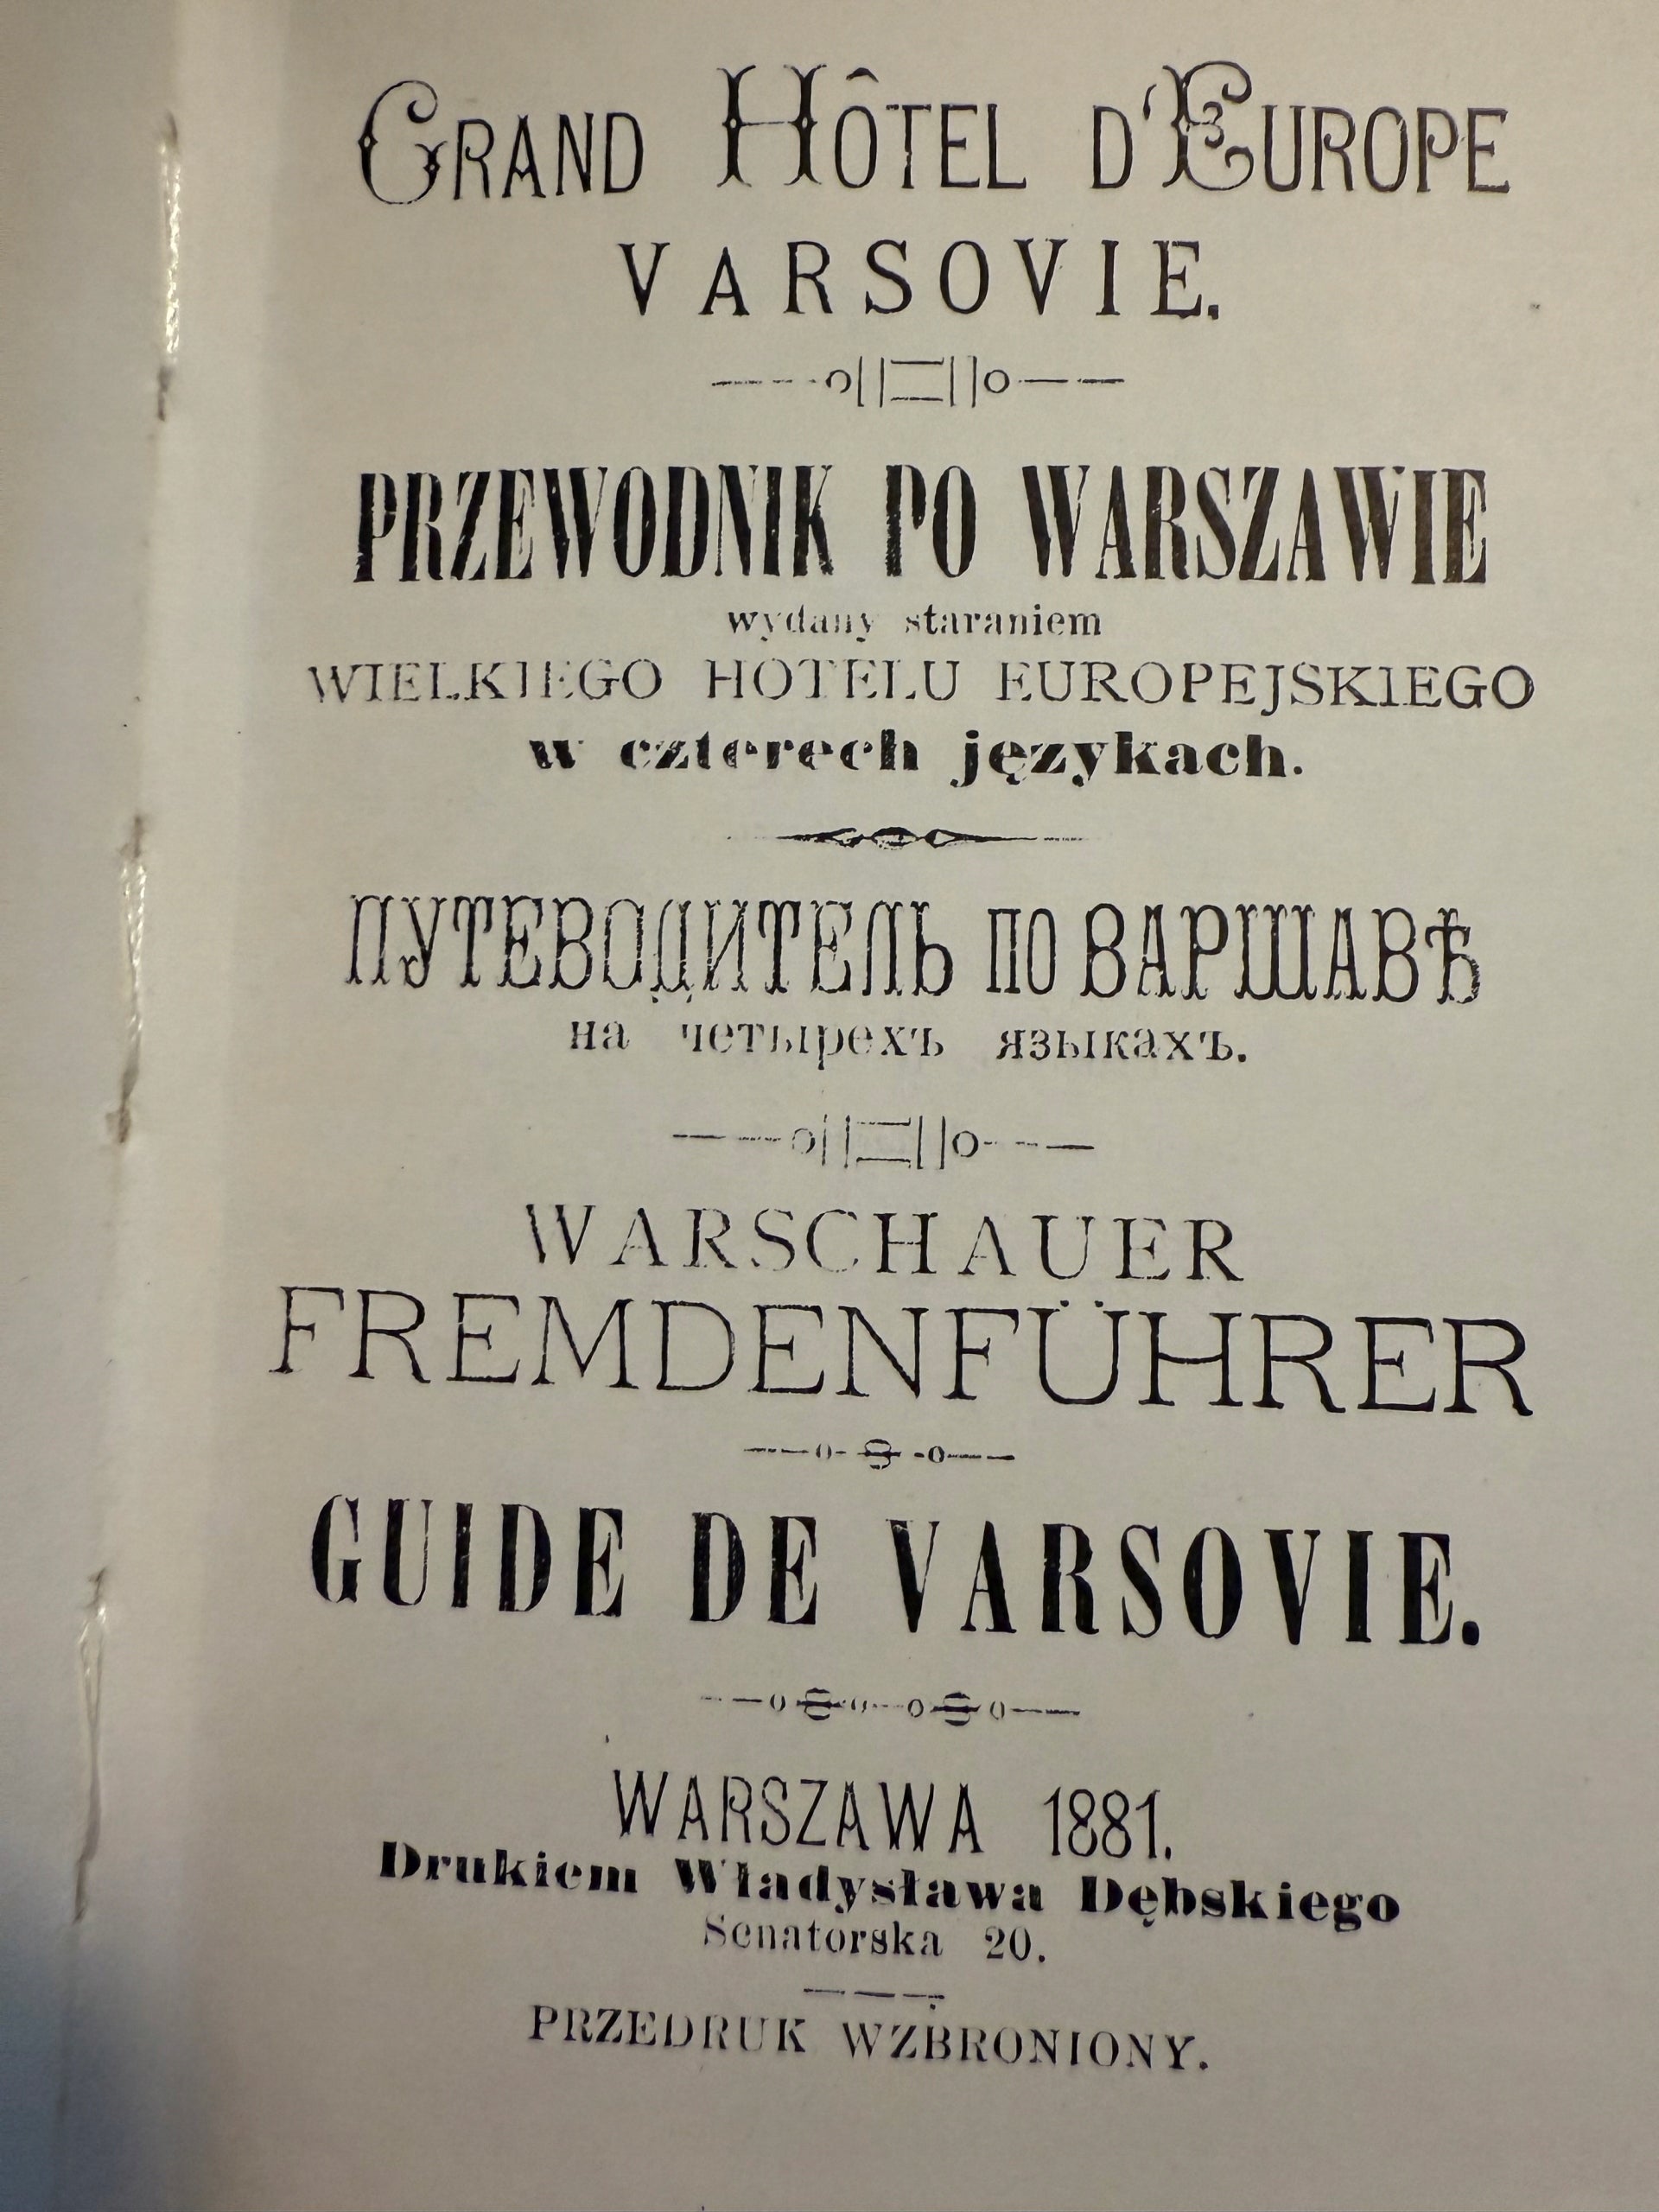 GRAND HÔTEL D'EUROPE
VARSOVIE.
PRZEWODNIK PO WARSZAWIE
wydany staraniem
WIELKIEGO HOTELU EUROPEJSKIEGO
w czterech językach.
ПУТЕВОДИТЕЛЬ ПО ВАРШАВѢ
на четырехъ языкахъ.
WARSCHAUER
FREMDENFÜHRER
GUIDE DE VARSOVIE.
WARSZAWA 1881.
Drukiem Władysława Dębskiego
Senatorska 20.
PRZEDRUK WZBRONIONY.